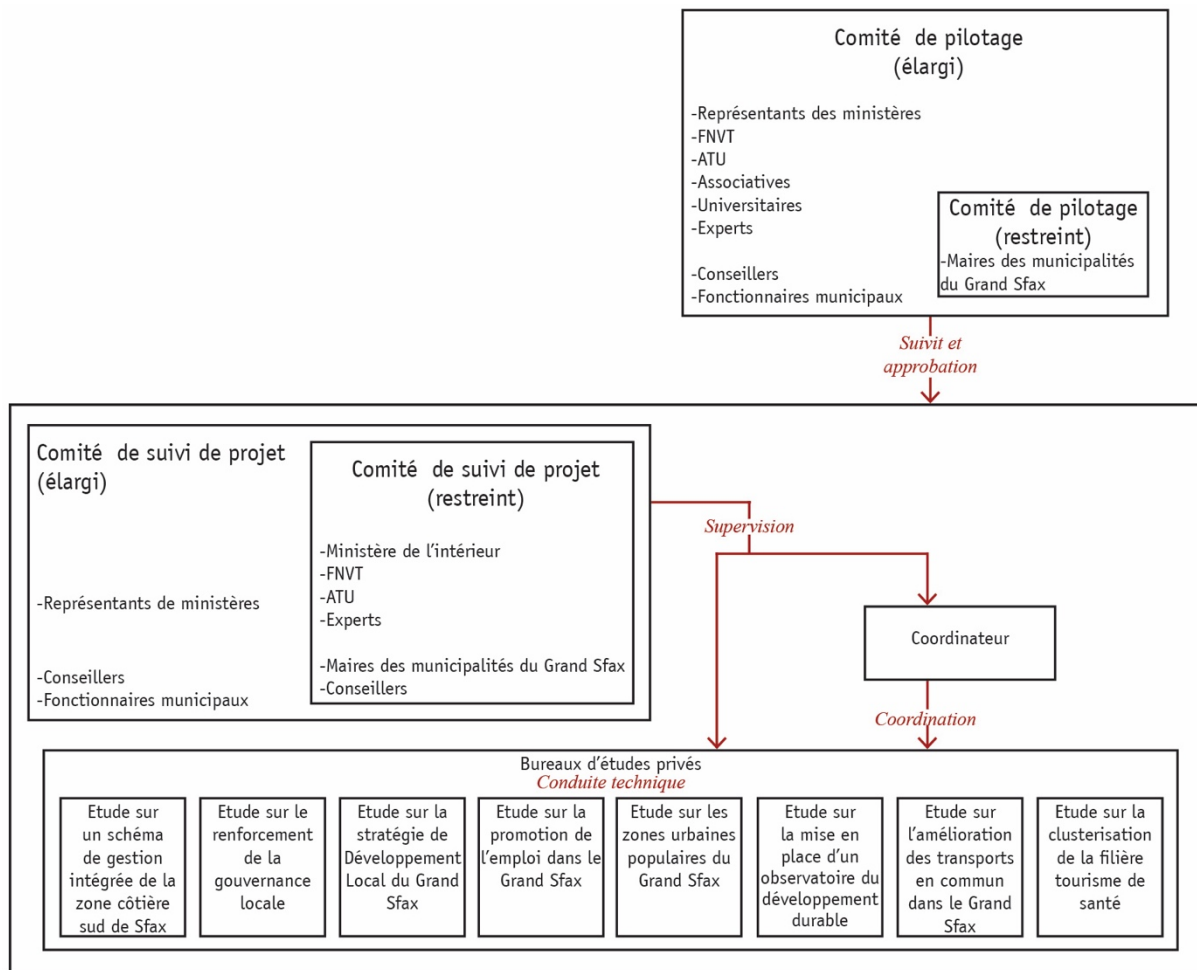 Comité de pilotage
(élargi)
-Représentants des ministères
-FNVT
-ATU
-Associatives
-Universitaires
-Experts
-Conseillers
-Fonctionnaires municipaux
Comité de pilotage
(restreint)
-Maires des municipalités
du Grand Sfax
Suivit et
approbation
Comité de suivi de projet
(élargi)
-Représentants de ministères
-Conseillers
-Fonctionnaires municipaux
Comité de suivi de projet
(restreint)
-Ministère de l'intérieur
-FNVT
-ATU
-Experts
-Maires des municipalités du Grand Sfax
-Conseillers
Supervision
Coordinateur
Coordination
Bureaux d'études privés
Conduite technique
Etude sur
un schéma
de gestion
intégrée de la
zone côtière
sud de Sfax
Etude sur le
renforcement
de la
gouvernance
locale
Etude sur la
stratégie de
Développement
Local du Grand
Sfax
Etude sur la
promotion de
l'emploi dans le
Grand Sfax
Etude sur les
zones urbaines
populaires du
Grand Sfax
Etude sur
la mise en
place d'un
observatoire du
développement
durable
Etude sur
l'amélioration
des transports
en commun
dans le Grand
Sfax
Etude sur la
clusterisation
de la filière
tourisme de
santé